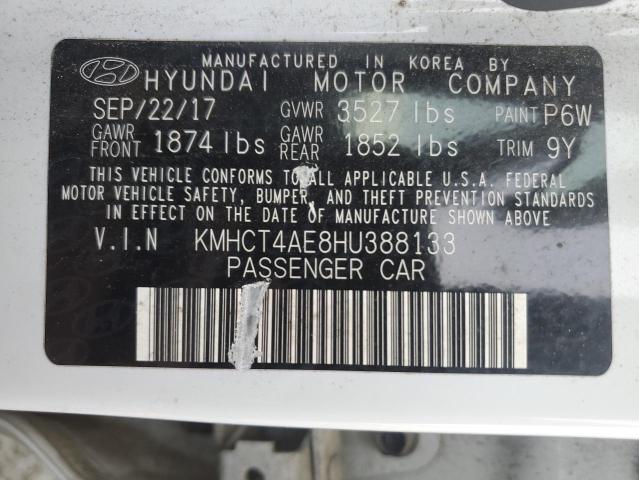 MANUFACTURED IN KOREA BY
HYUNDAI MOTOR COMPANY
SEP/22/17 GVWR 3527 lbs PAINT P6W
GAWR FRONT 1874 lbs GAWR REAR 1852 lbs TRIM 9Y
THIS VEHICLE CONFORMS TO ALL APPLICABLE U.S.A. FEDERAL
MOTOR VEHICLE SAFETY, BUMPER, AND THEFT PREVENTION STANDARDS
IN EFFECT ON THE DATE OF MANUFACTURE SHOWN ABOVE
V.I.N KMHCT4AE8HU388133
PASSENGER CAR